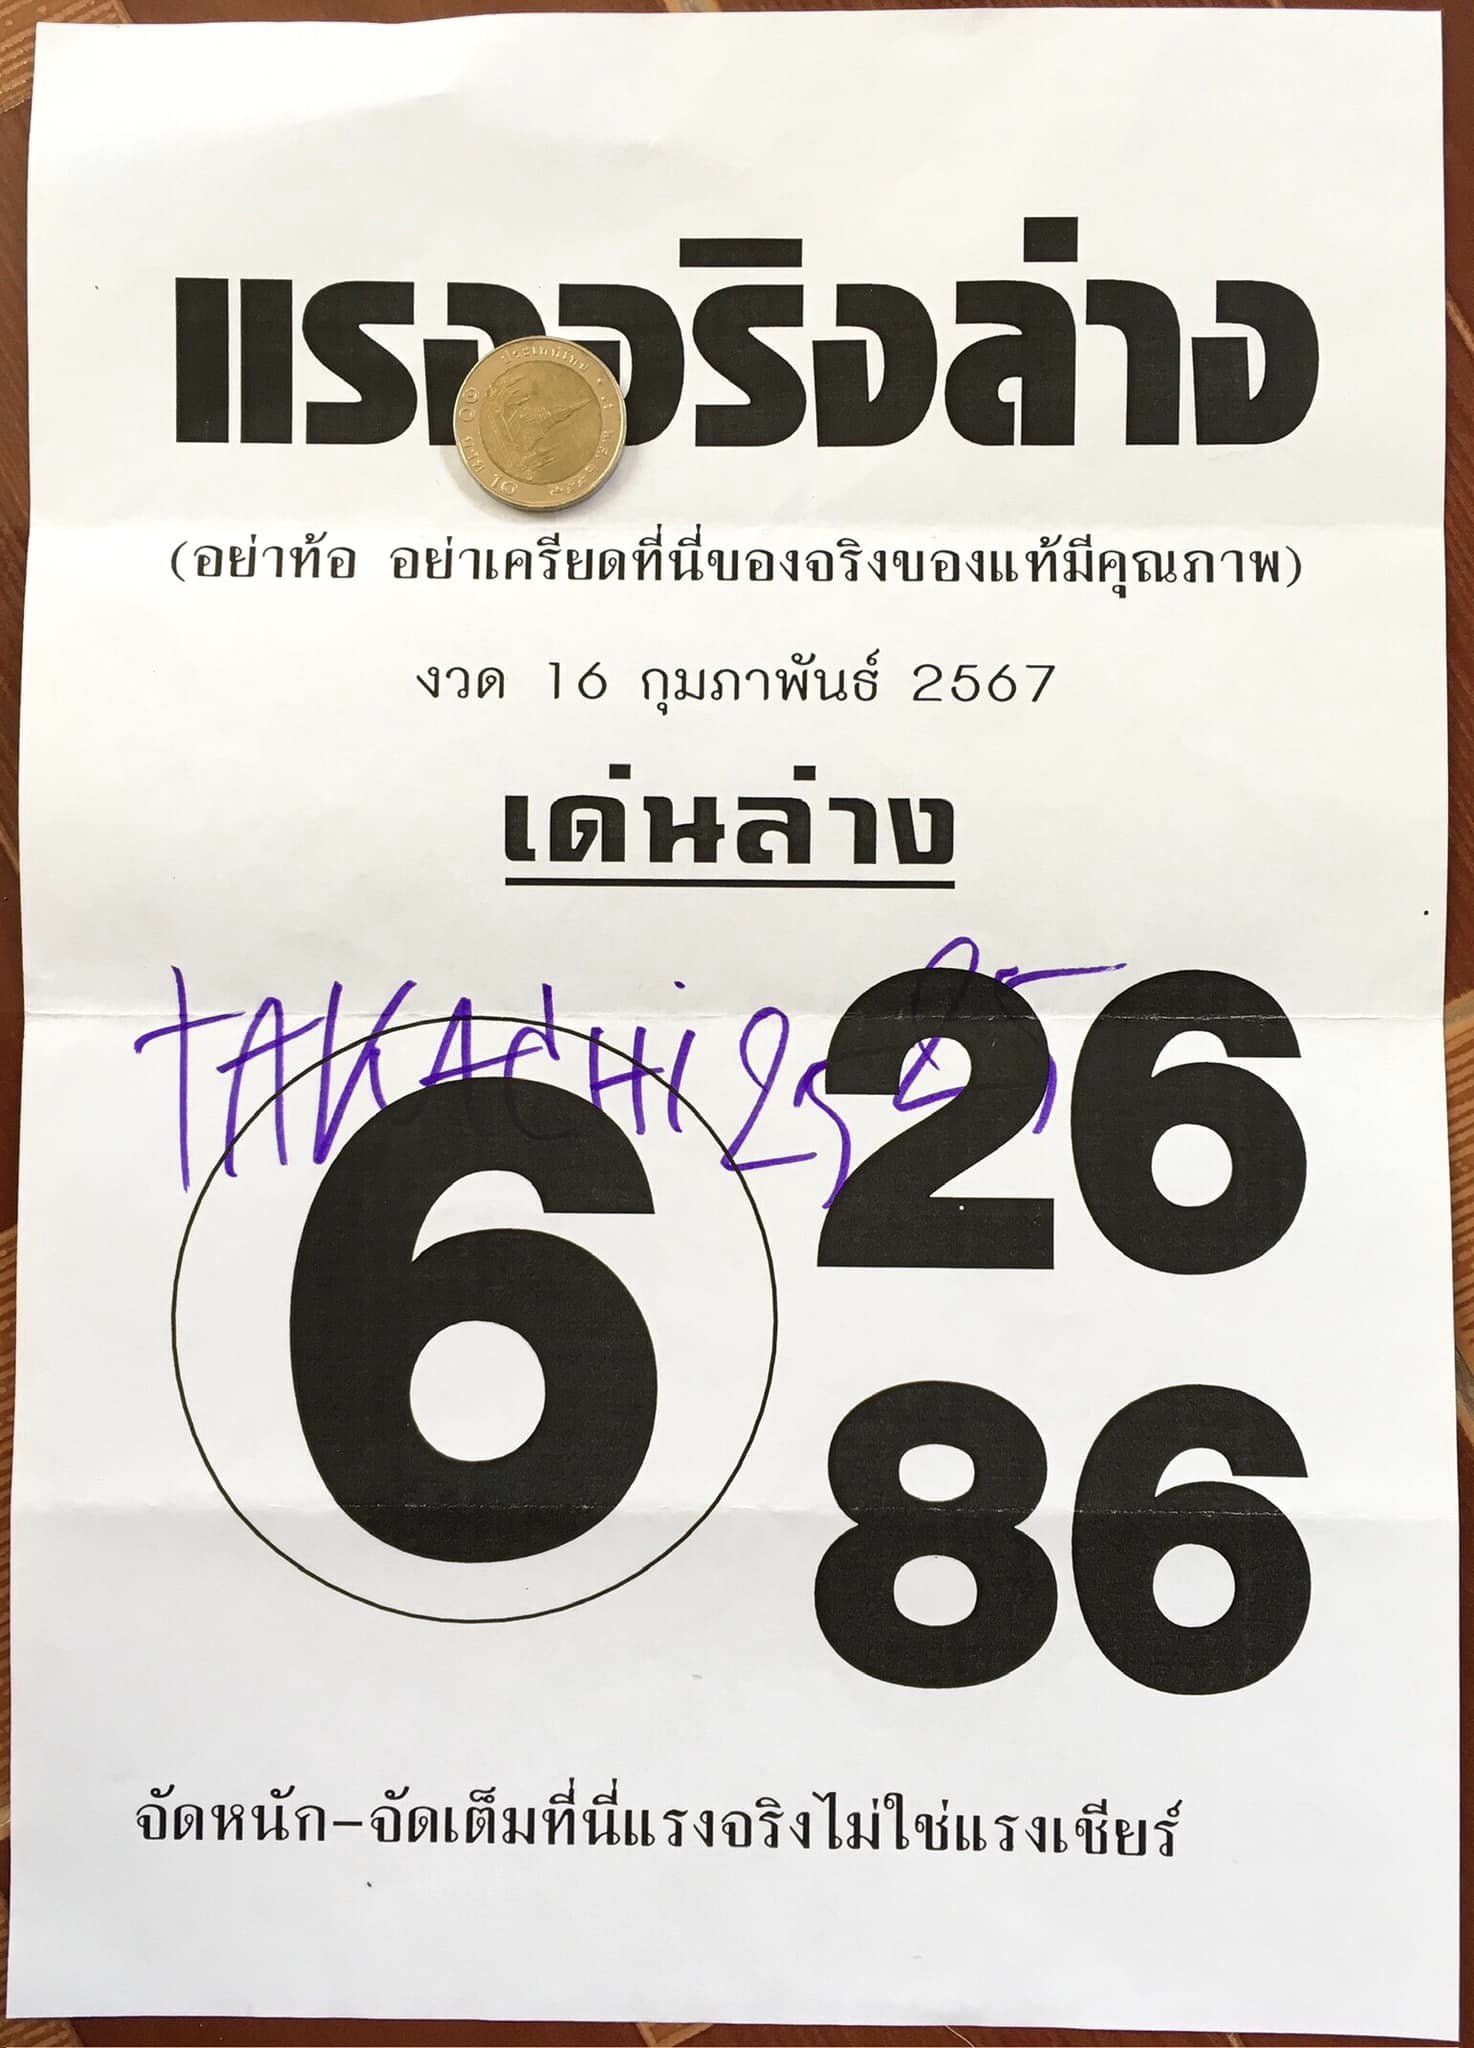 แรงจริงล่าง
(อย่าท้อ อย่าเครียดที่นี่ของจริงของแท้มีคุณภาพ)
งวด 16 กุมภาพันธ์ 2567
เด่นล่าง
TAKACHI
6
26
86
จัดหนัก-จัดเต็มที่นี่แรงจริงไม่ใช่แรงเชียร์